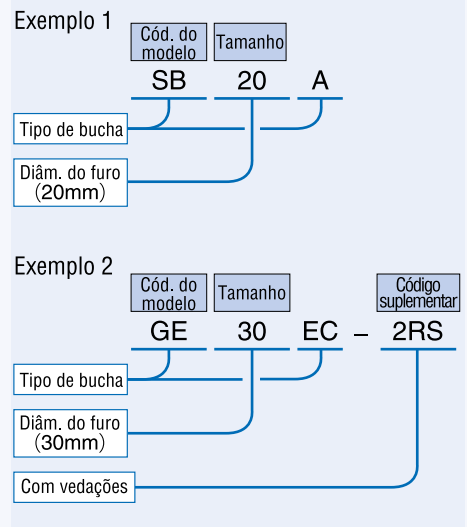 Exemplo 1
Cód. do
modelo
Tamanho
SB 20 A
Tipo de bucha
Diâm. do furo
(20mm)
Exemplo 2
Cód. do
modelo
Tamanho
Código
suplementar
GE 30 EC – 2RS
Tipo de bucha
Diâm. do furo
(30mm)
Com vedações